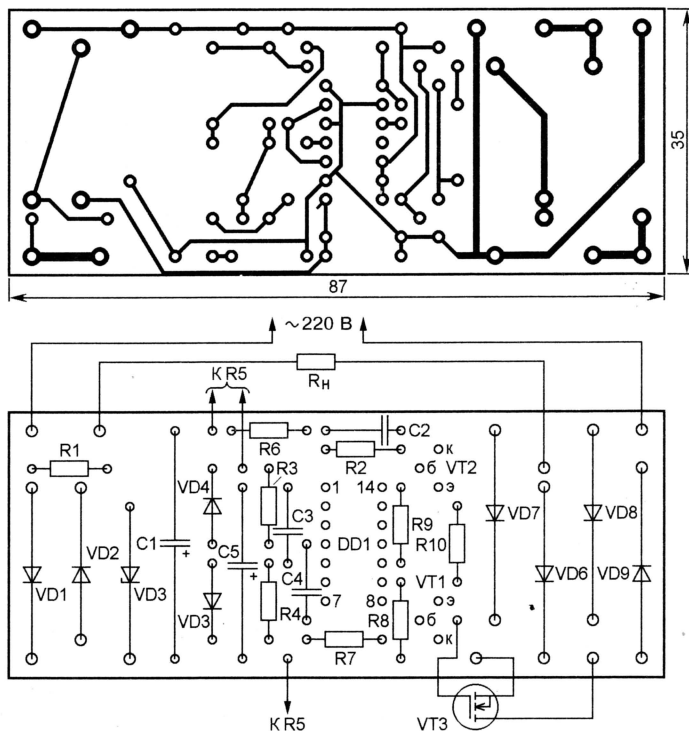 35
87
~220 В
К R5
Rн
R1
R6
C2
R2
к
б
VT2
э
R3
VD4
1
14
C3
R9
VD7
VD8
VD2
C1
+
C5
DD1
R10
VD1
VD3
+
C4
VT1
VD6
VD9
VD3
R4
7
8
э
R8
б
к
R7
К R5
VT3